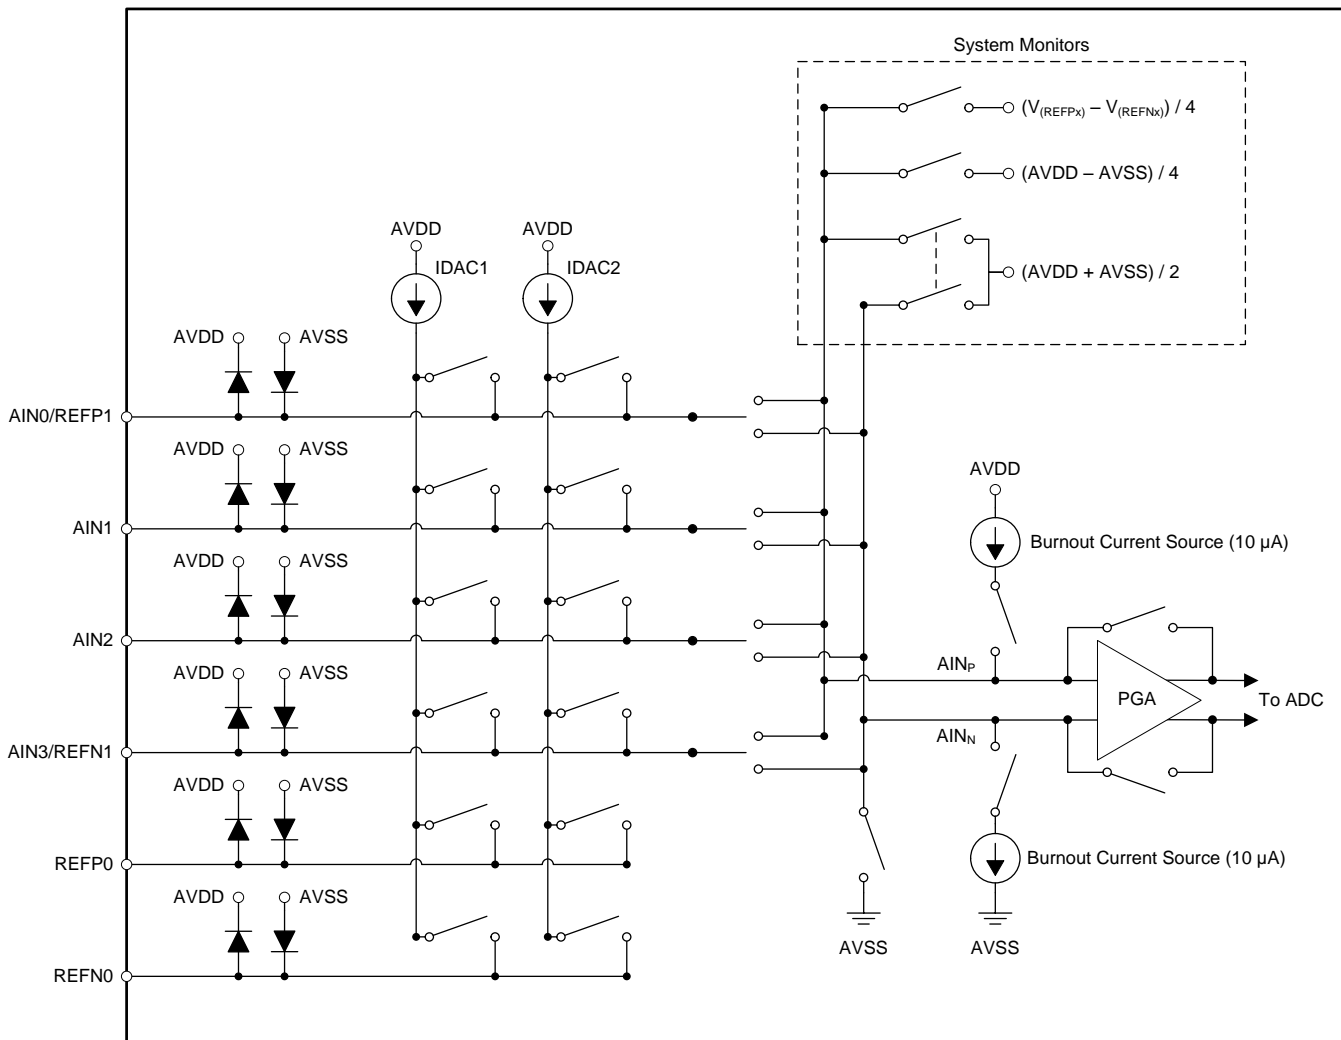 System Monitors
(V(REFPx) – V(REFNx)) / 4
(AVDD – AVSS) / 4
(AVDD + AVSS) / 2
AVDD
AVDD
IDAC1
IDAC2
AVDD
AVSS
AIN0/REFP1
AVDD
AVSS
AIN1
AVDD
AVSS
AIN2
AVDD
AVSS
AIN3/REFN1
AVDD
AVSS
REFP0
AVDD
AVSS
REFN0
AVDD
Burnout Current Source (10 µA)
AINP
PGA
To ADC
AINN
Burnout Current Source (10 µA)
AVSS
AVSS